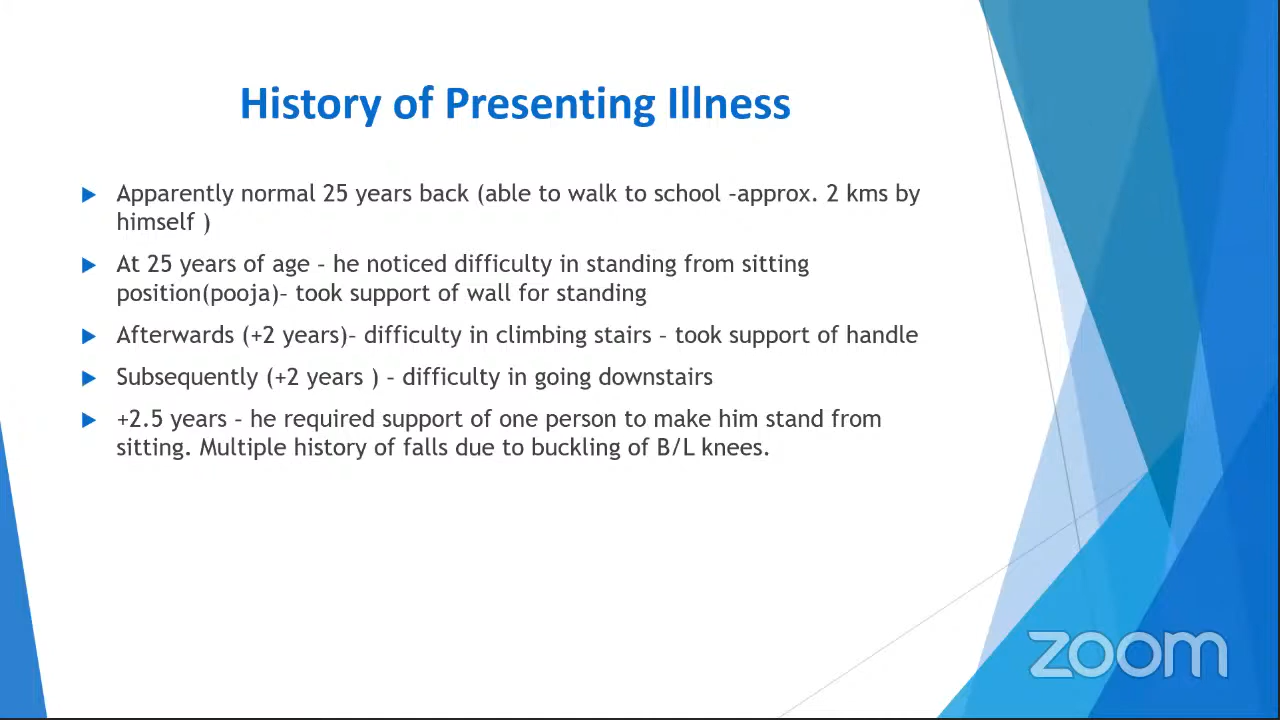 History of Presenting Illness
Apparently normal 25 years back (able to walk to school –approx. 2 kms by
himself )
At 25 years of age – he noticed difficulty in standing from sitting
position(pooja)– took support of wall for standing
Afterwards (+2 years)– difficulty in climbing stairs – took support of handle
Subsequently (+2 years ) – difficulty in going downstairs
+2.5 years – he required support of one person to make him stand from
sitting. Multiple history of falls due to buckling of B/L knees.
zoom